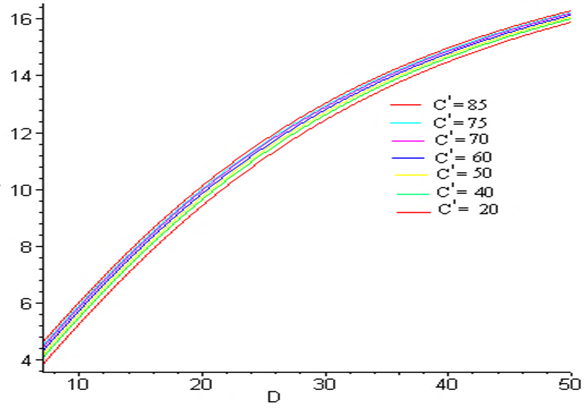 16
14
12
10
8
6
4
C' = 85
C' = 75
C' = 70
C' = 60
C' = 50
C' = 40
C' = 20
10 20 30 40 50
D